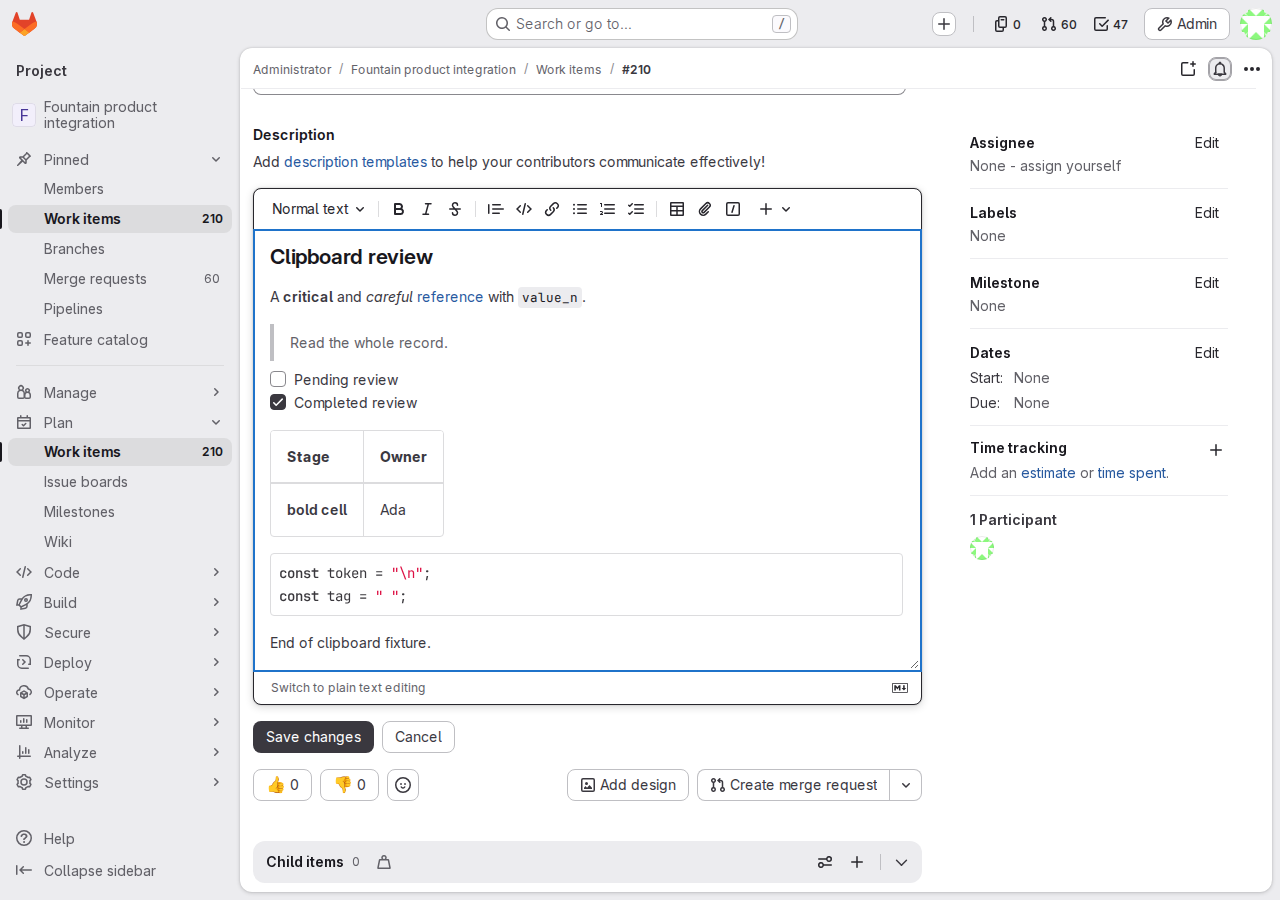 Search or go to...
/
0
60
47
Admin
Project
F
Fountain product integration
Pinned
Members
Work items 210
Branches
Merge requests 60
Pipelines
Feature catalog
Manage
Plan
Work items 210
Issue boards
Milestones
Wiki
Code
Build
Secure
Deploy
Operate
Monitor
Analyze
Settings
Help
Collapse sidebar
Administrator / Fountain product integration / Work items / #210
Description
Add description templates to help your contributors communicate effectively!
Normal text
Clipboard review
A critical and careful reference with value_n.
Read the whole record.
Pending review
Completed review
Stage Owner
bold cell Ada
const token = "\n";
const tag = " ";
End of clipboard fixture.
Switch to plain text editing
Save changes
Cancel
👍 0
👎 0
Add design
Create merge request
Child items 0
Assignee Edit
None - assign yourself
Labels Edit
None
Milestone Edit
None
Dates Edit
Start: None
Due: None
Time tracking
Add an estimate or time spent.
1 Participant